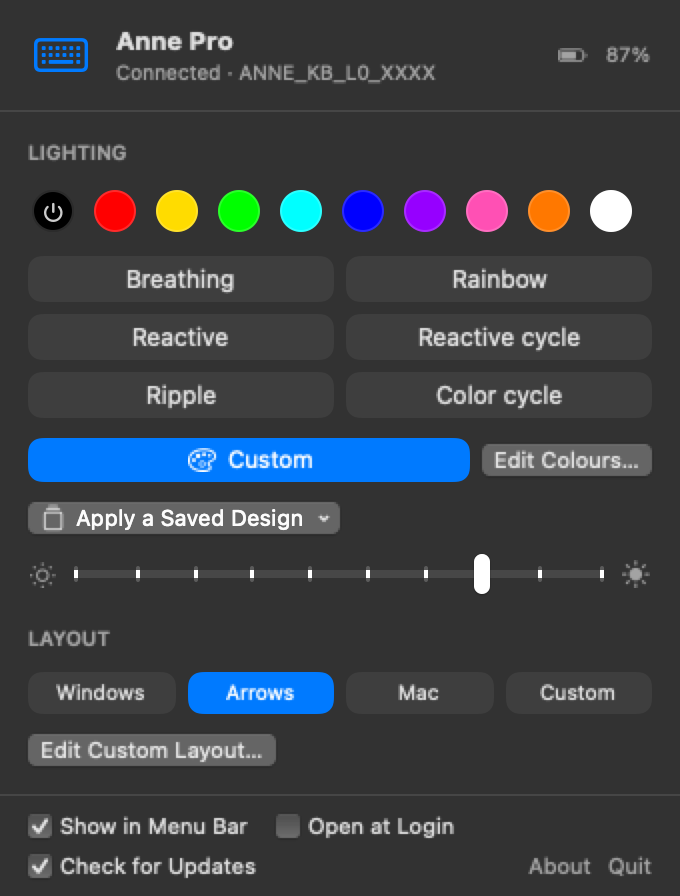 Anne Pro
Connected · ANNE_KB_L0_XXXX
87%
LIGHTING
Breathing
Rainbow
Reactive
Reactive cycle
Ripple
Color cycle
Custom
Edit Colours...
Apply a Saved Design
LAYOUT
Windows
Arrows
Mac
Custom
Edit Custom Layout...
Show in Menu Bar
Open at Login
Check for Updates
About
Quit